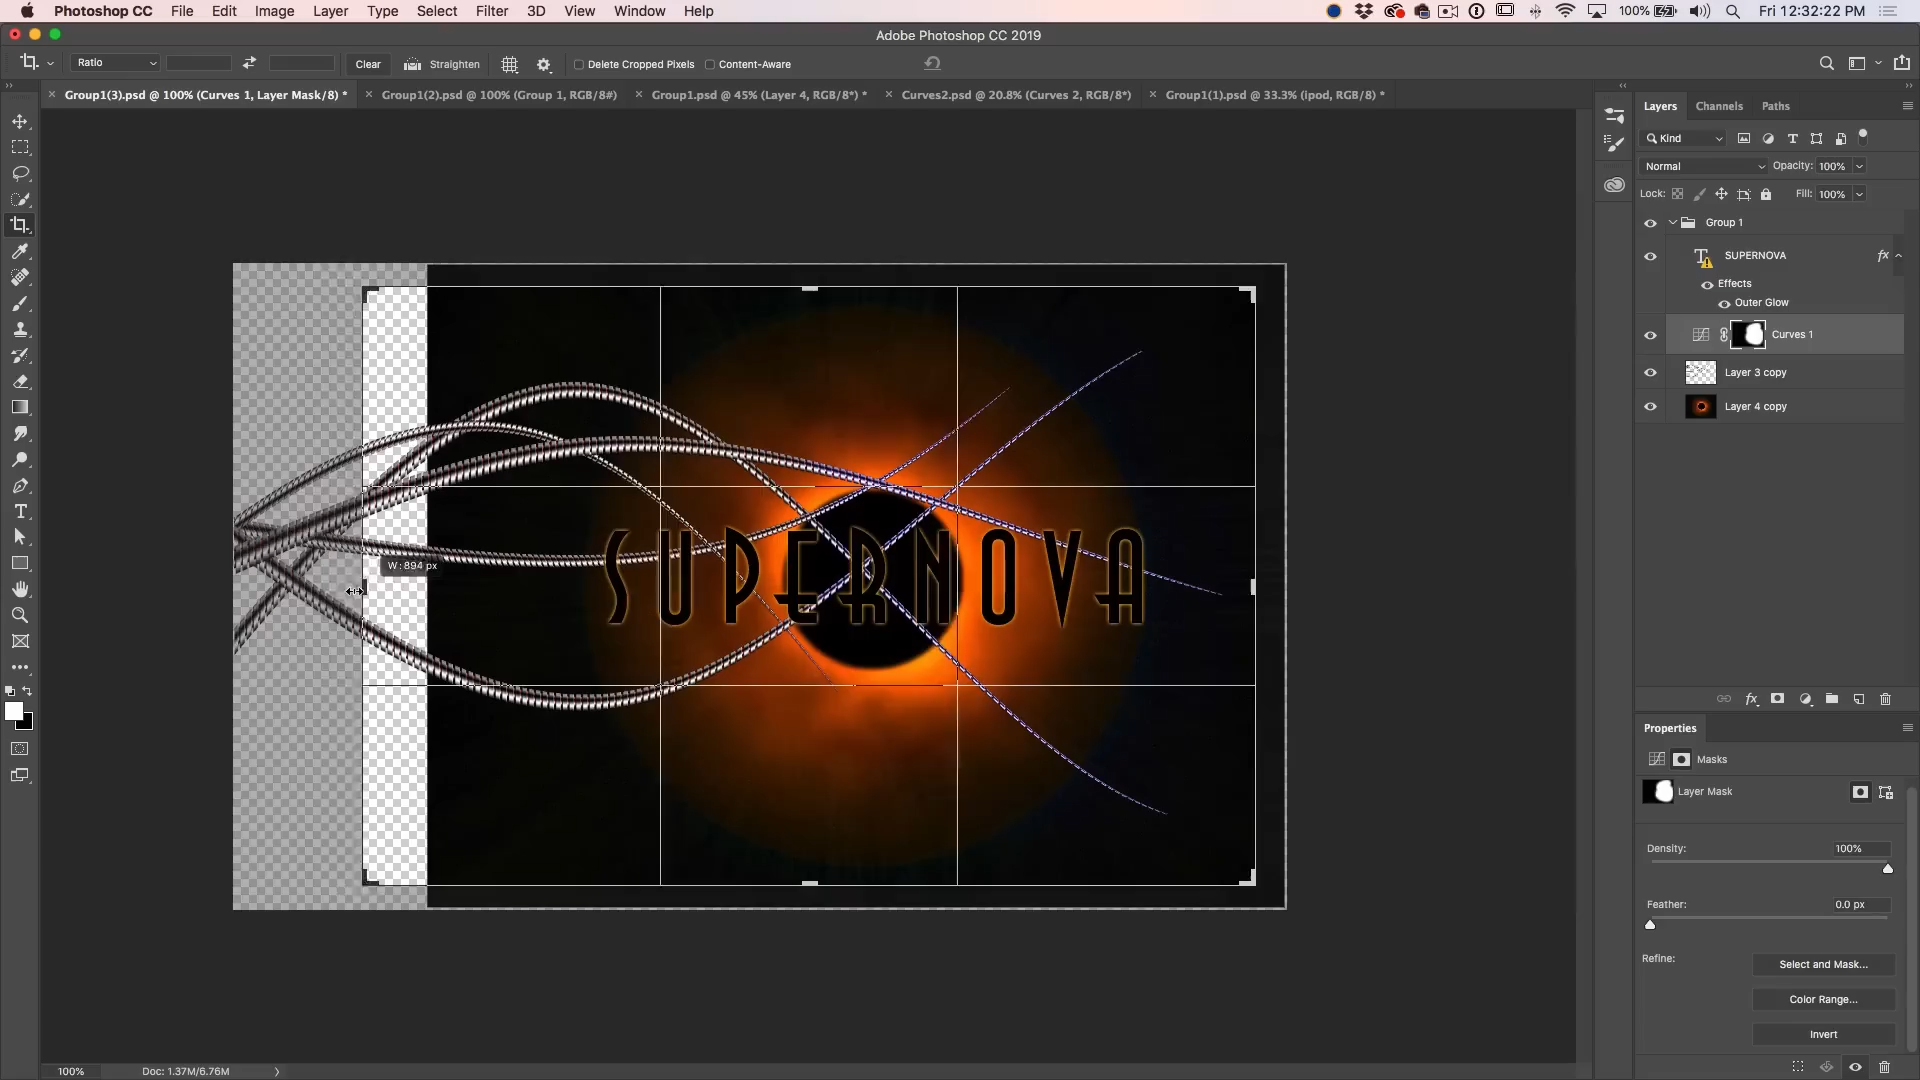 Photoshop CC File Edit Image Layer Type Select Filter 3D View Window Help 100% Fri 12:32:22 PM
Adobe Photoshop CC 2019
Ratio Clear Straighten Delete Cropped Pixels Content-Aware
Group1(3).psd @ 100% (Curves 1, Layer Mask/8) * Group1(2).psd @ 100% (Group 1, RGB/8#) Group1.psd @ 45% (Layer 4, RGB/8*) * Curves2.psd @ 20.8% (Curves 2, RGB/8*) Group1(1).psd @ 33.3% (ipod, RGB/8) *
Layers Channels Paths
Kind
Normal Opacity: 100%
Lock: Fill: 100%
Group 1
SUPERNOVA fx
Effects
Outer Glow
Curves 1
Layer 3 copy
Layer 4 copy
W: 894 px
SUPERNOVA
fx
Properties
Masks
Layer Mask
Density: 100%
Feather: 0.0 px
Refine: Select and Mask...
Color Range...
Invert
100% Doc: 1.37M/6.76M